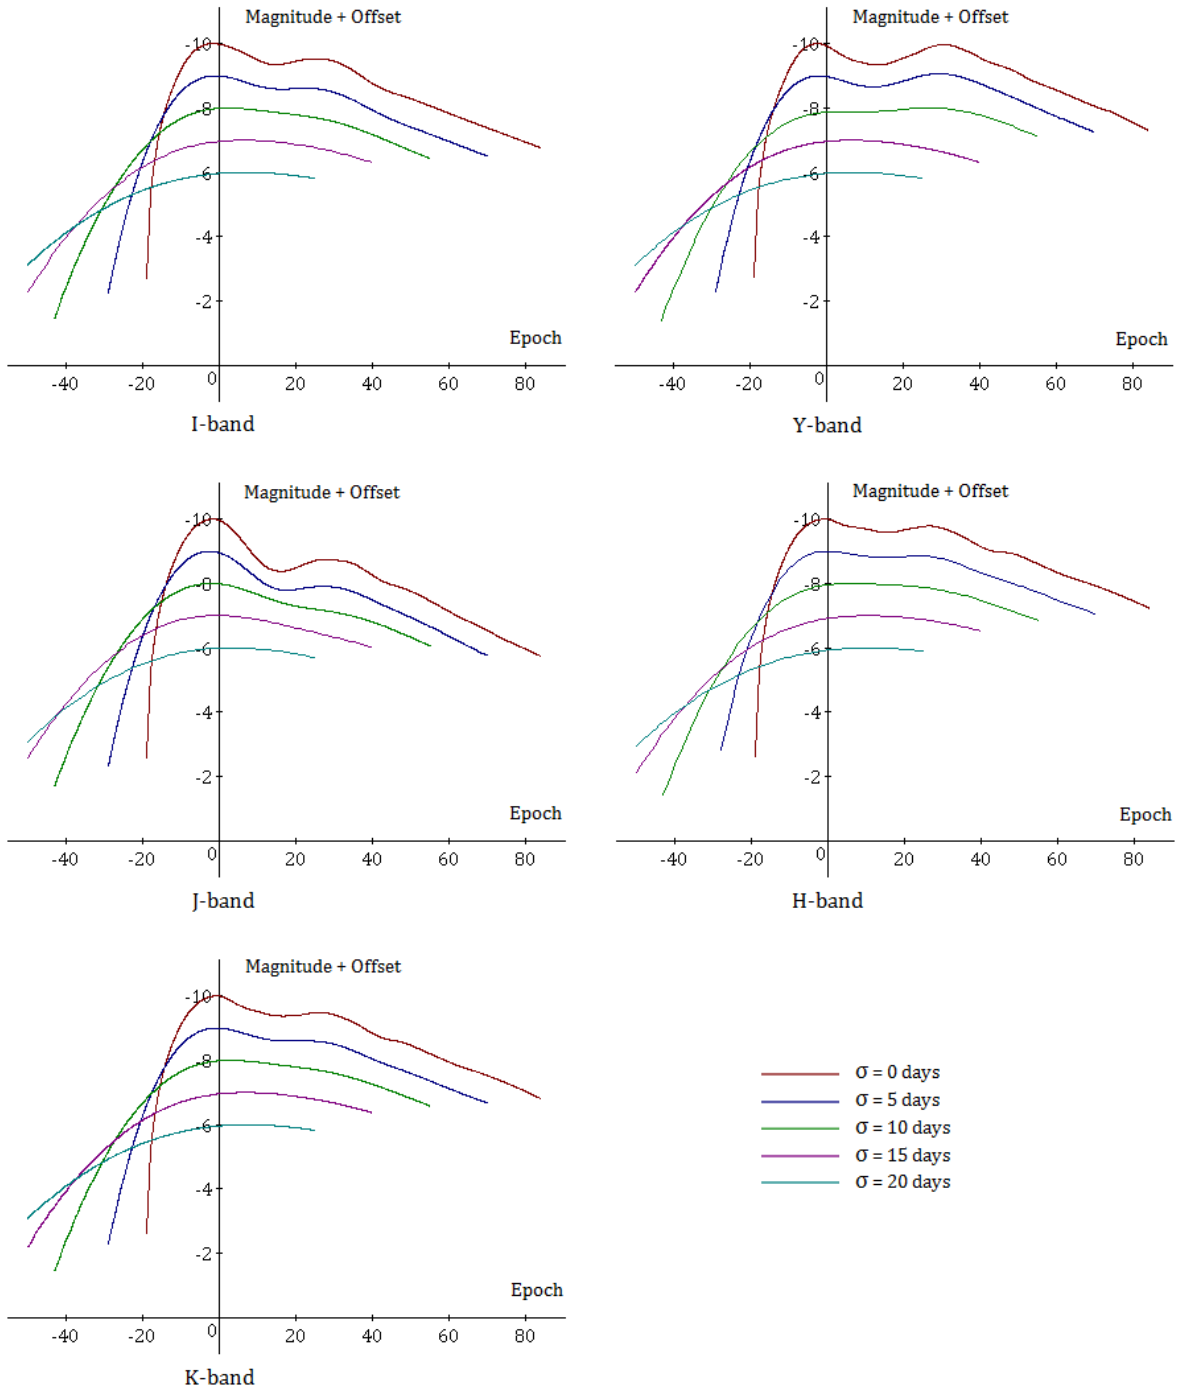 Magnitude + Offset
-10
-8
-6
-4
-2
Epoch
-40 -20 0 20 40 60 80
I-band
Magnitude + Offset
-10
-8
-6
-4
-2
Epoch
-40 -20 0 20 40 60 80
Y-band
Magnitude + Offset
-10
-8
-6
-4
-2
Epoch
-40 -20 0 20 40 60 80
J-band
Magnitude + Offset
-10
-8
-6
-4
-2
Epoch
-40 -20 0 20 40 60 80
H-band
Magnitude + Offset
-10
-8
-6
-4
-2
Epoch
-40 -20 0 20 40 60 80
K-band
σ = 0 days
σ = 5 days
σ = 10 days
σ = 15 days
σ = 20 days